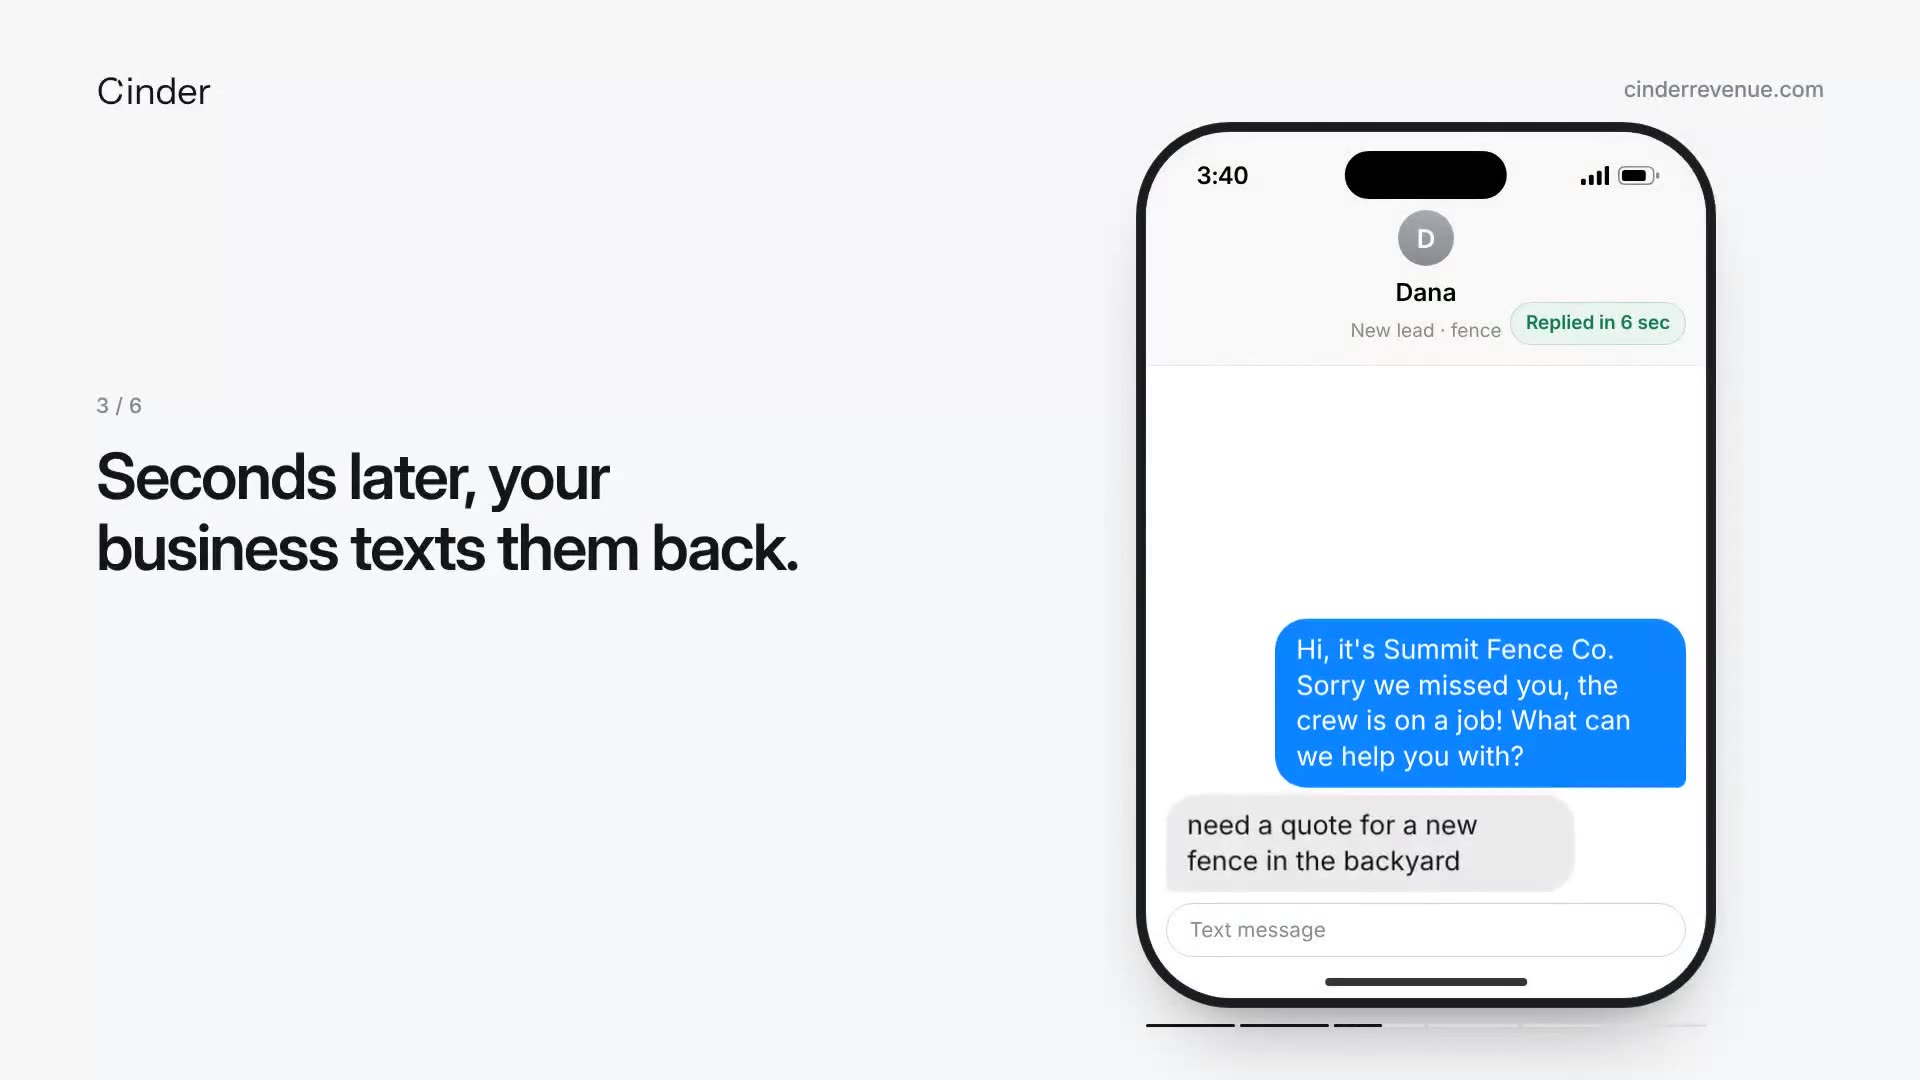 Cinder
cinderrevenue.com
3 / 6
Seconds later, your
business texts them back.
3:40
D
Dana
New lead · fence
Replied in 6 sec
Hi, it's Summit Fence Co.
Sorry we missed you, the
crew is on a job! What can
we help you with?
need a quote for a new
fence in the backyard
Text message